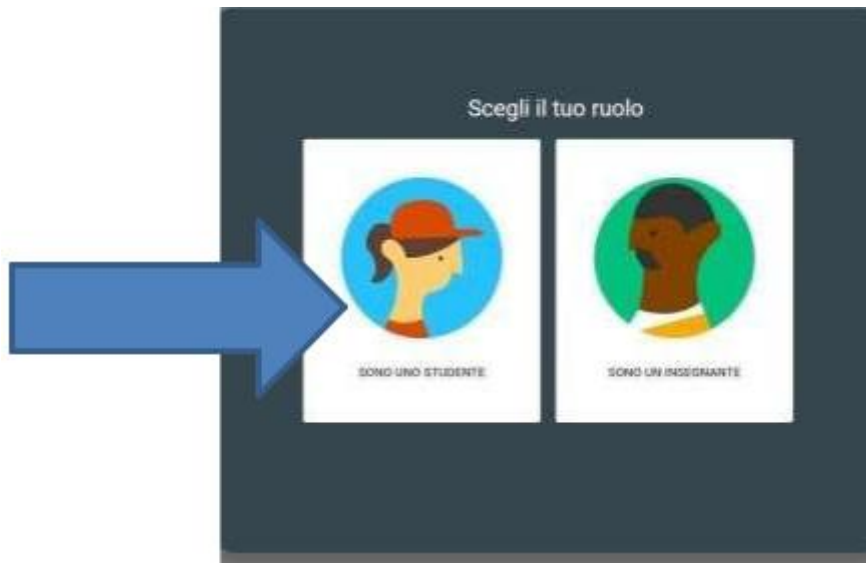 Scegli il tuo ruolo
SONO UNO STUDENTE
SONO UN INSEGNANTE